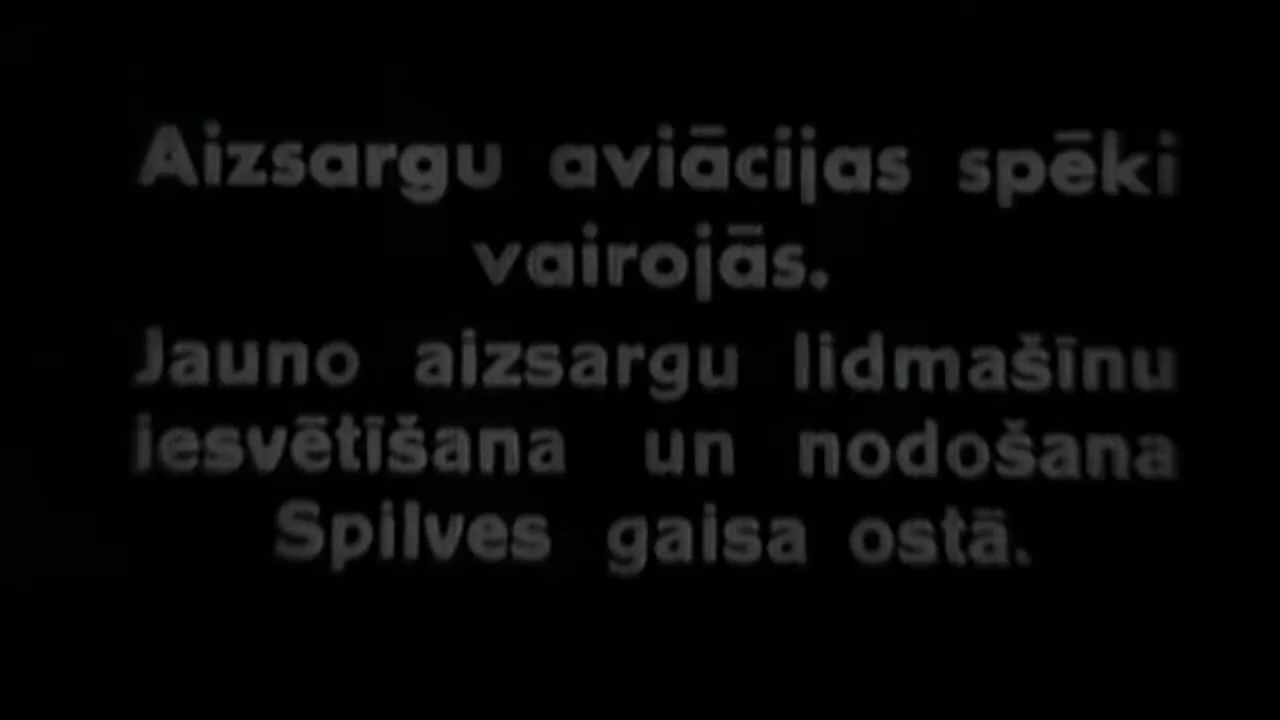 Aizsargu aviācijas spēki
vairojās.
Jauno aizsargu lidmašīnu
iesvētīšana un nodošana
Spilves gaisa ostā.